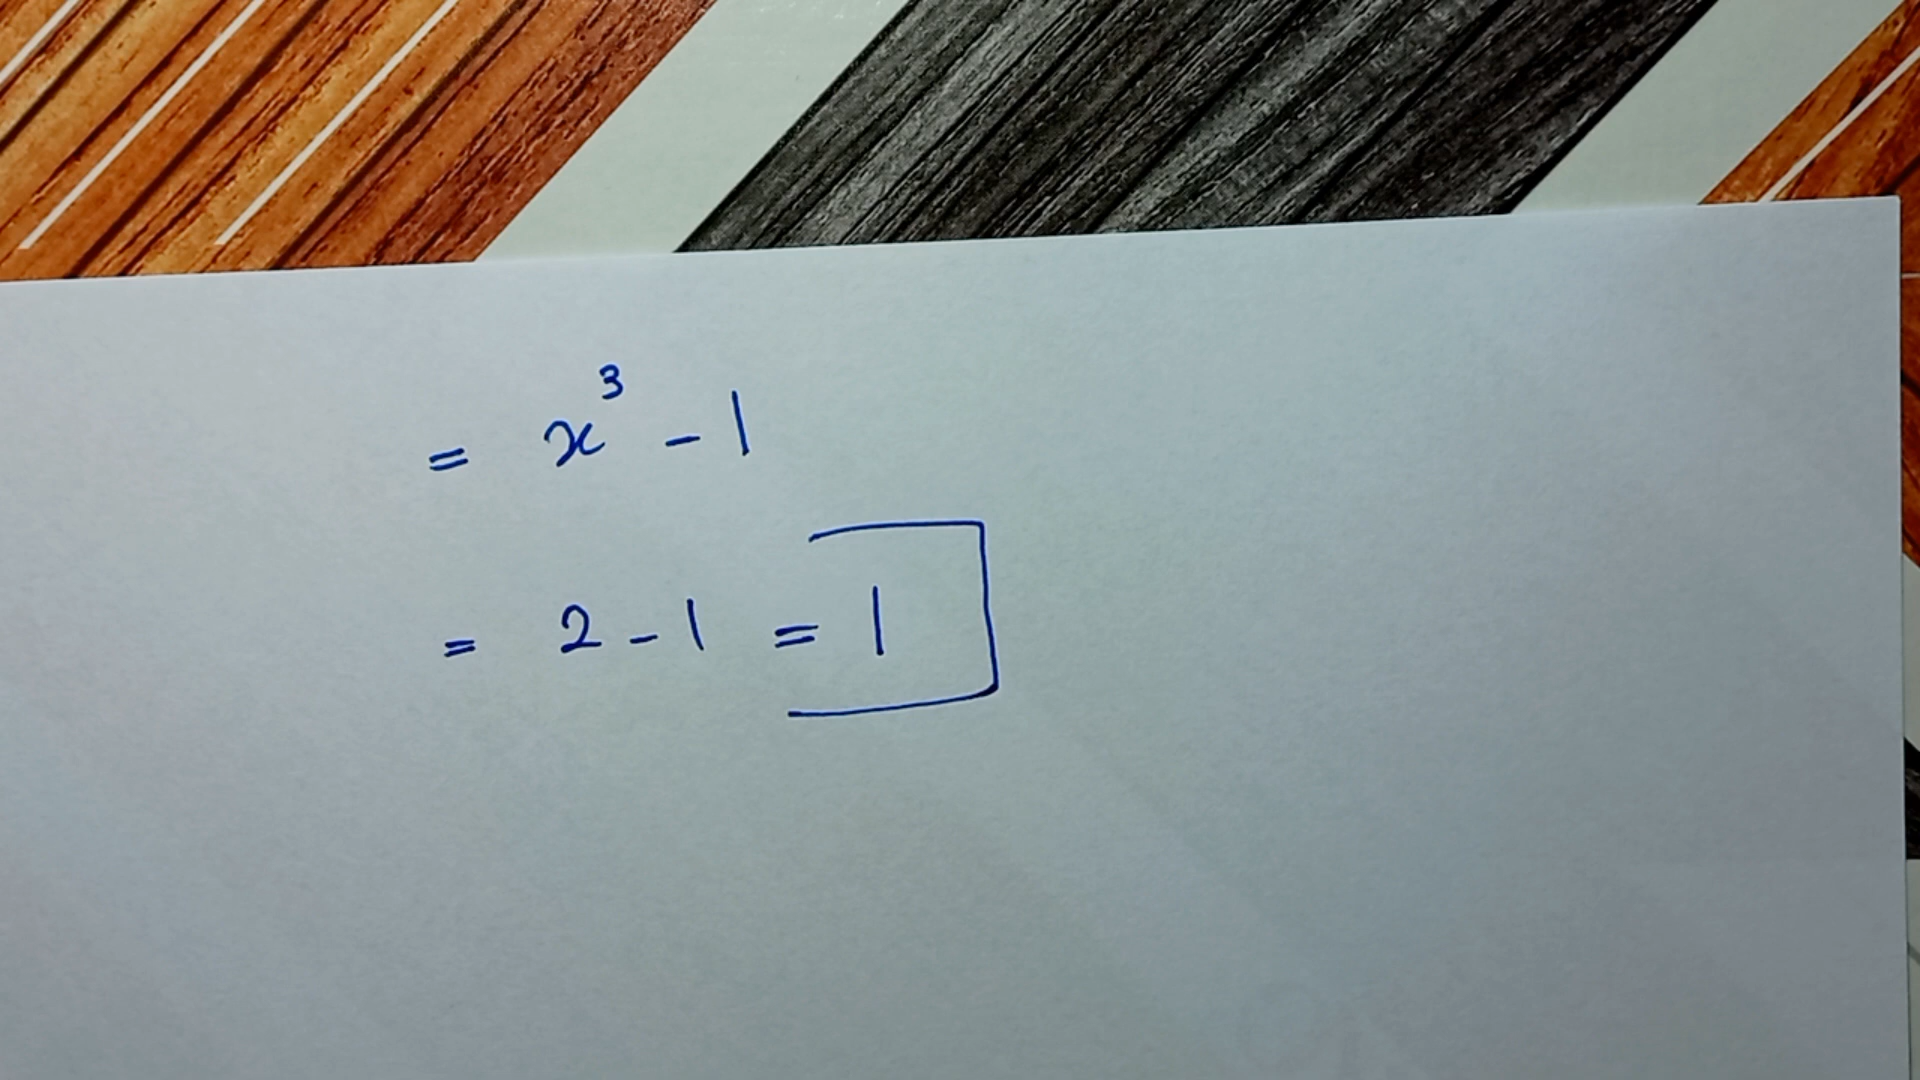 = x³ - 1
= 2 - 1 = 1